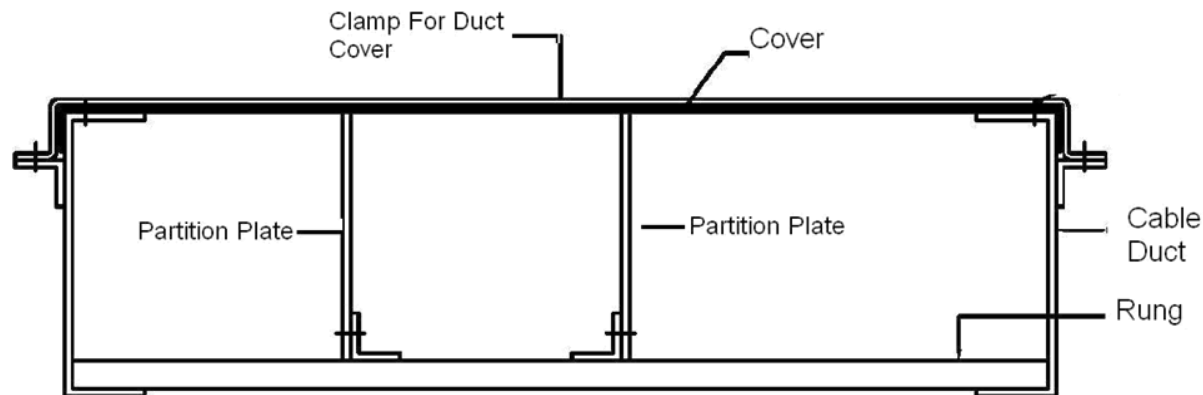 Clamp For Duct
Cover
Cover
Partition Plate
Partition Plate
Cable
Duct
Rung